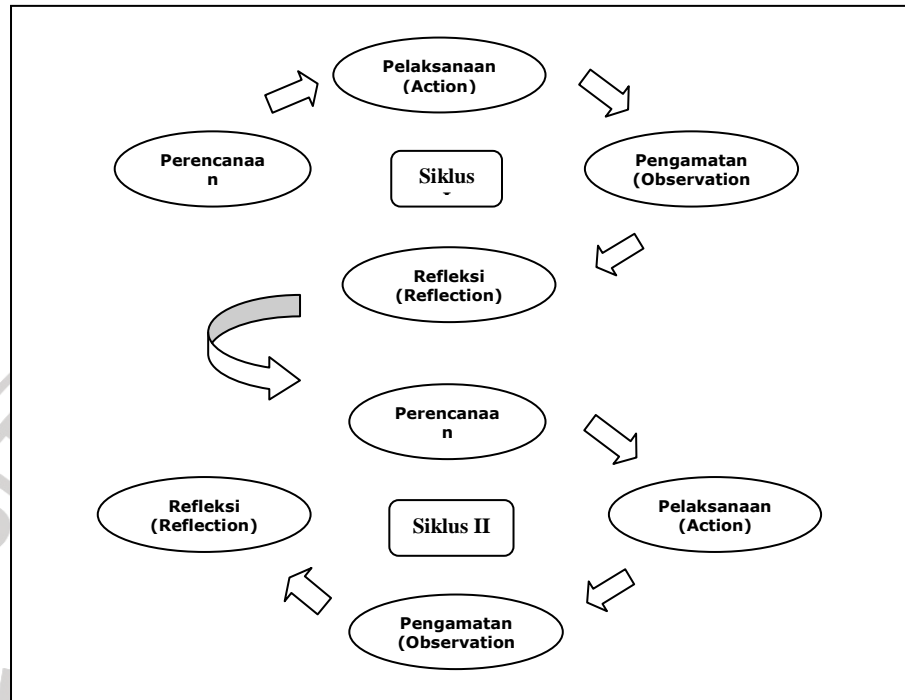 Pelaksanaan
(Action)
Perencanaa
n
Siklus
Pengamatan
(Observation
Refleksi
(Reflection)
Perencanaa
n
Refleksi
(Reflection)
Siklus II
Pelaksanaan
(Action)
Pengamatan
(Observation